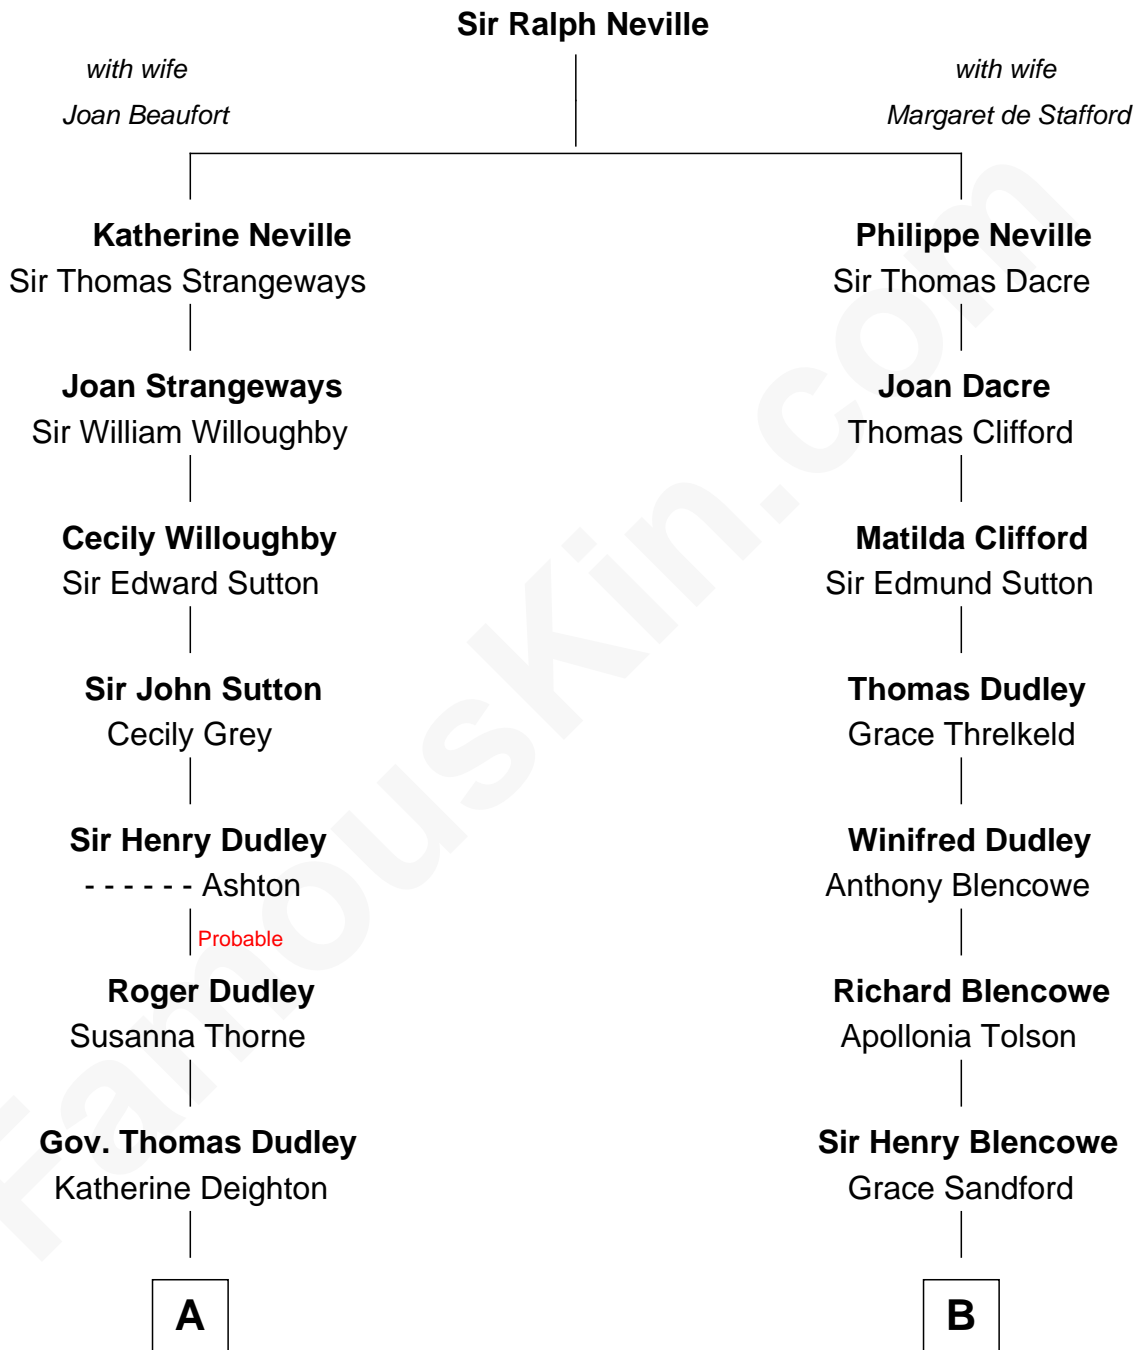 Sir Ralph Neville
with wife
Joan Beaufort
with wife
Margaret de Stafford
Katherine Neville
Sir Thomas Strangeways
Philippe Neville
Sir Thomas Dacre
Joan Strangeways
Sir William Willoughby
Joan Dacre
Thomas Clifford
Cecily Willoughby
Sir Edward Sutton
Matilda Clifford
Sir Edmund Sutton
Sir John Sutton
Cecily Grey
Thomas Dudley
Grace Threlkeld
Sir Henry Dudley
- - - - - - Ashton
Winifred Dudley
Anthony Blencowe
Probable
Roger Dudley
Susanna Thorne
Richard Blencowe
Apollonia Tolson
Gov. Thomas Dudley
Katherine Deighton
Sir Henry Blencowe
Grace Sandford
A
B
FamousKin.com